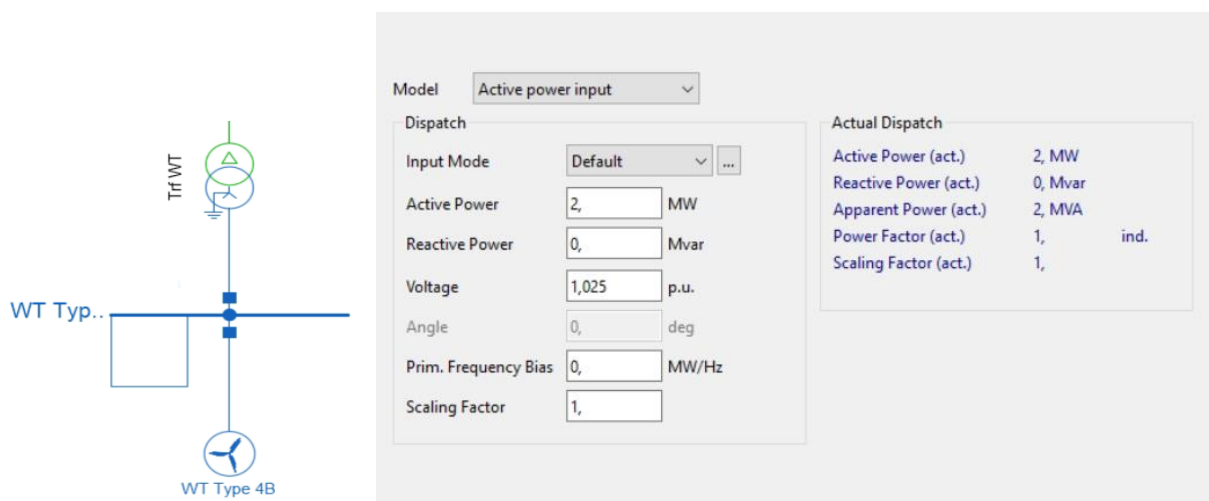 Trf WT
WT Typ..
WT Type 4B
Model Active power input
Dispatch
Input Mode Default ...
Active Power 2, MW
Reactive Power 0, Mvar
Voltage 1,025 p.u.
Angle 0, deg
Prim. Frequency Bias 0, MW/Hz
Scaling Factor 1,
Actual Dispatch
Active Power (act.) 2, MW
Reactive Power (act.) 0, Mvar
Apparent Power (act.) 2, MVA
Power Factor (act.) 1, ind.
Scaling Factor (act.) 1,